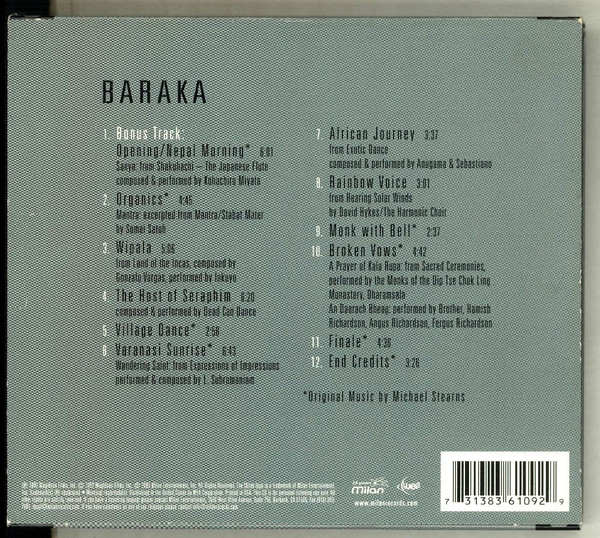 BARAKA
1. Bonus Track:
Opening/Nepal Morning* 6:01
Sanya: from Shakuhachi – The Japanese Flute
composed & performed by Kohachiro Miyata
2. Organics* 4:45
Mantra: excerpted from Mantra/Stabat Mater
by Somei Satoh
3. Wipala 5:06
from Land of the Incas, composed by
Gonzalo Vargas, performed by Inkuyo
4. The Host of Seraphim 6:20
composed & performed by Dead Can Dance
5. Village Dance* 2:56
6. Varanasi Sunrise* 6:43
Wandering Saint: from Expressions of Impressions
performed & composed by L. Subramaniam
7. African Journey 3:37
from Exotic Dance
composed & performed by Anugama & Sebastiano
8. Rainbow Voice 3:01
from Hearing Solar Winds
by David Hykes/The Harmonic Choir
9. Monk with Bell* 2:37
10. Broken Vows* 4:42
A Prayer of Kala Rupa: from Sacred Ceremonies,
performed by the Monks of the Dip Tse Chok Ling
Monastary, Dharamsala
An Daorach Bheag: performed by Brother, Hamish
Richardson, Angus Richardson, Fergus Richardson
11. Finale* 4:36
12. End Credits* 3:26
*Original Music by Michael Stearns
milan
www.milanrecords.com
7 31383 61092 9